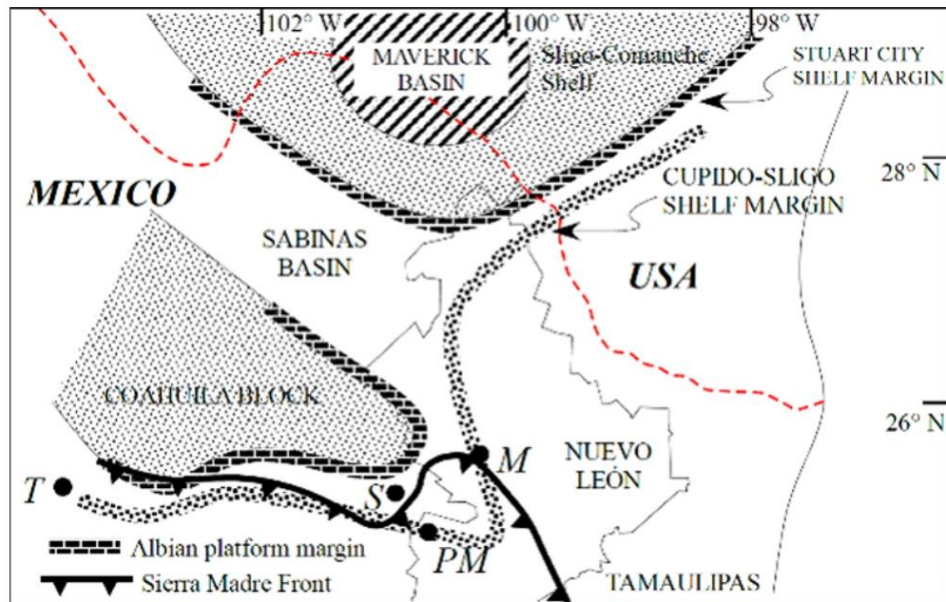 102° W
100° W
98° W
MAVERICK
BASIN
Sligo-Comanche
Shelf
STUART CITY
SHELF MARGIN
28° N
MEXICO
CUPIDO-SLIGO
SHELF MARGIN
SABINAS
BASIN
USA
COAHUILA BLOCK
26° N
M
NUEVO
LEÓN
T
S
PM
Albian platform margin
Sierra Madre Front
TAMAULIPAS